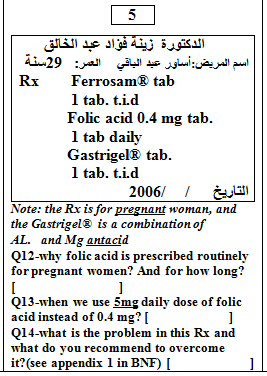 5
الدكتورة زينة فؤاد عبد الخالق
اسم المريض:أساور عبد الباقي العمر: 29سنة
Rx Ferrosam® tab
1 tab. t.i.d
Folic acid 0.4 mg tab.
1 tab daily
Gastrigel® tab.
1 tab. t.i.d
التاريخ / /2006
Note: the Rx is for pregnant woman, and
the Gastrigel® is a combination of
AL. and Mg antacid
Q12-why folic acid is prescribed routinely
for pregnant women? And for how long?
[ ]
Q13-when we use 5mg daily dose of folic
acid instead of 0.4 mg? [ ]
Q14-what is the problem in this Rx and
what do you recommend to overcome
it?(see appendix 1 in BNF) [ ]